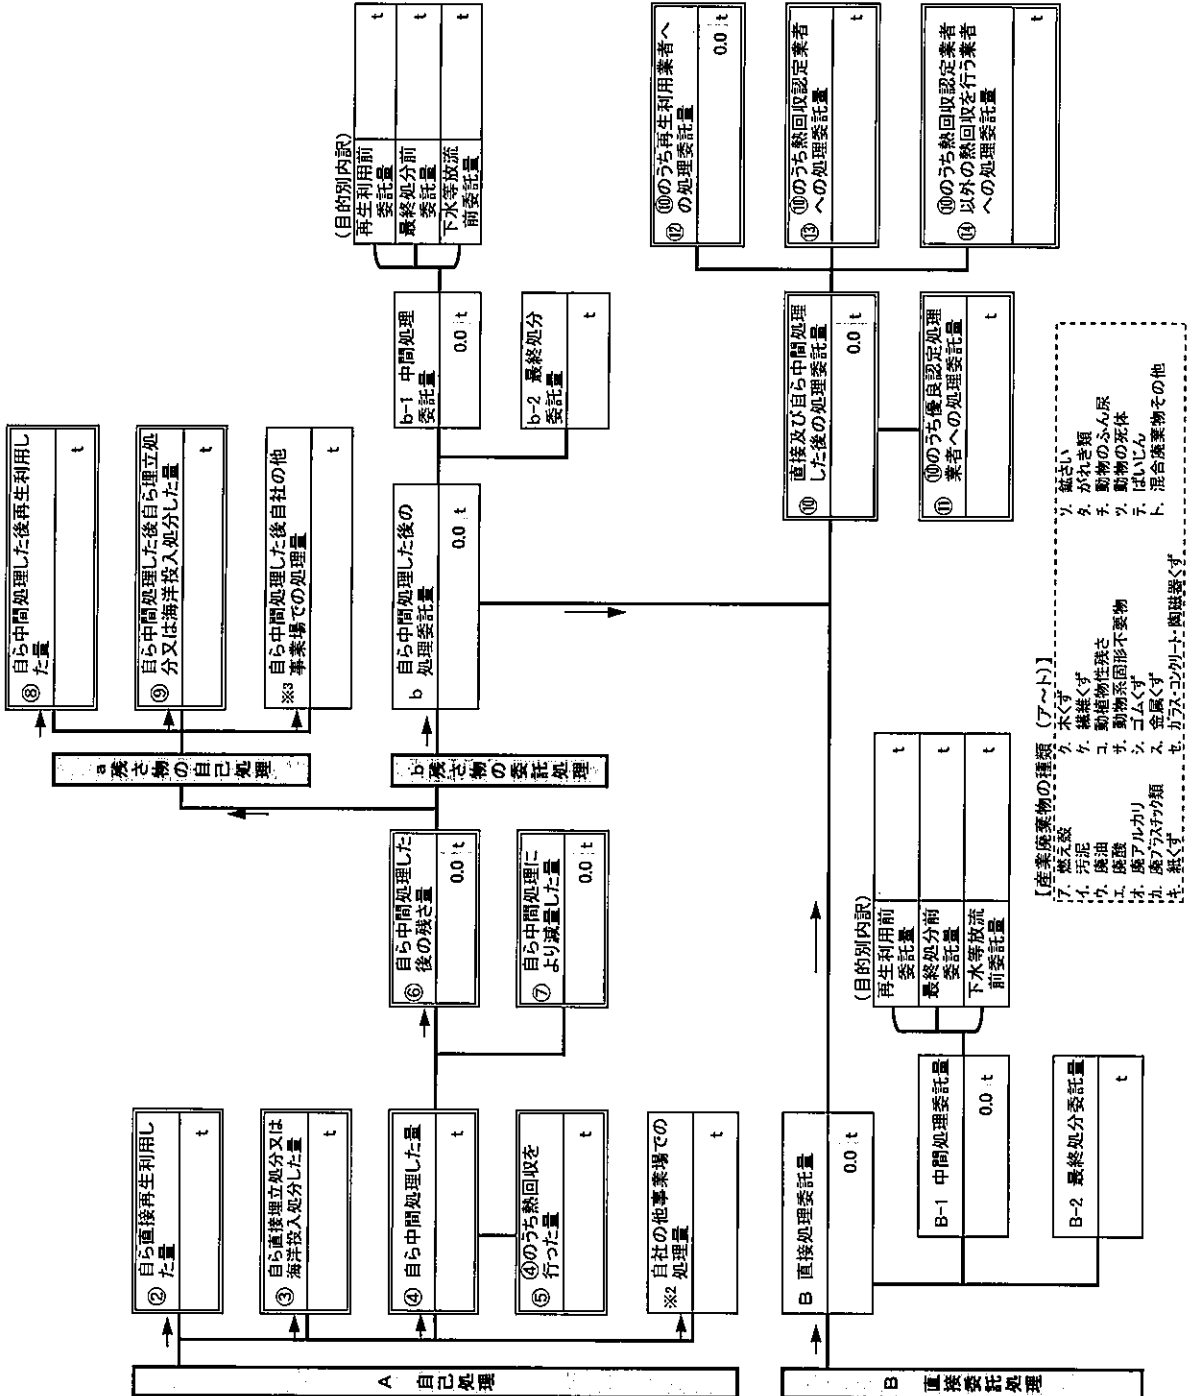 A 自己処理
② 自ら直接再生利用し
た量
t
③ 自ら直接埋立処分又は
海洋投入処分した量
t
④ 自ら中間処理した量
t
⑤ ④のうち熱回収を
行った量
t
※2 自社の他事業場での
処理量
t
⑥ 自ら中間処理した
後の残さ量
0.0 t
⑦ 自ら中間処理に
より減量した量
0.0 t
a 残さ物の自己処理
⑧ 自ら中間処理した後再生利用し
た量
t
⑨ 自ら中間処理した後自ら埋立処
分又は海洋投入処分した量
t
※3 自ら中間処理した後自社の他
事業場での処理量
t
b 残さ物の委託処理
b 自ら中間処理した後の
処理委託量
0.0 t
b-1 中間処理
委託量
0.0 t
b-2 最終処分
委託量
t
(目的別内訳)
再生利用前
委託量
t
最終処分前
委託量
t
下水等放流
前委託量
t
B 直接委託処理
B 直接処理委託量
0.0 t
B-1 中間処理委託量
0.0 t
B-2 最終処分委託量
t
(目的別内訳)
再生利用前
委託量
t
最終処分前
委託量
t
下水等放流
前委託量
t
⑩ 直接及び自ら中間処理
した後の処理委託量
0.0 t
⑪ ⑩のうち優良認定処理
業者への処理委託量
t
⑫ ⑩のうち再生利用業者へ
の処理委託量
0.0 t
⑬ ⑩のうち熱回収認定業者
への処理委託量
t
⑭ ⑩のうち熱回収認定業者
以外の熱回収を行う業者
への処理委託量
t
【産業廃棄物の種類 (ア~ト)】
ア. 燃え殻
イ. 汚泥
ウ. 廃油
エ. 廃酸
オ. 廃アルカリ
カ. 廃プラスチック類
キ. 紙くず
ク. 木くず
ケ. 繊維くず
コ. 動植物性残さ
サ. 動物系固形不要物
シ. ゴムくず
ス. 金属くず
セ. ガラス・コンクリート・陶磁器くず
ソ. 鉱さい
タ. がれき類
チ. 動物のふん尿
ツ. 動物の死体
テ. ばいじん
ト. 混合廃棄物その他